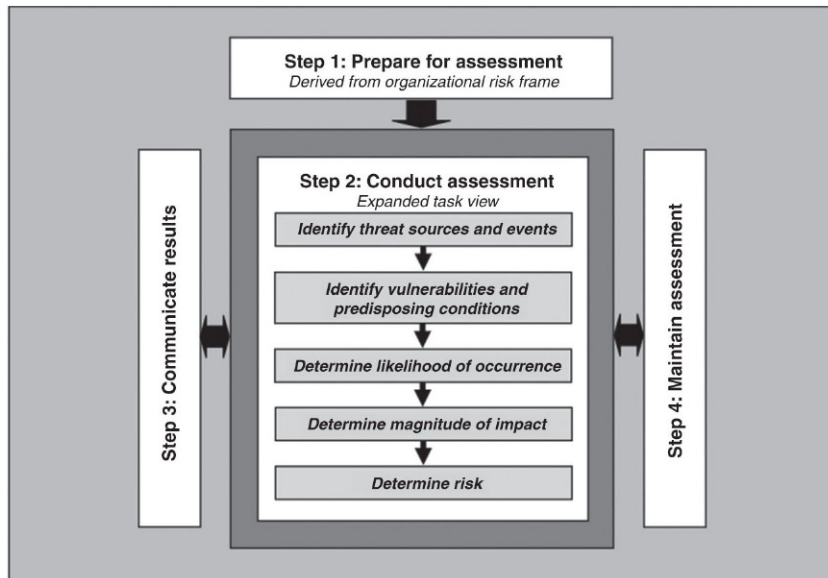 Step 1: Prepare for assessment
Derived from organizational risk frame
Step 2: Conduct assessment
Expanded task view
Identify threat sources and events
Identify vulnerabilities and
predisposing conditions
Determine likelihood of occurrence
Determine magnitude of impact
Determine risk
Step 3: Communicate results
Step 4: Maintain assessment